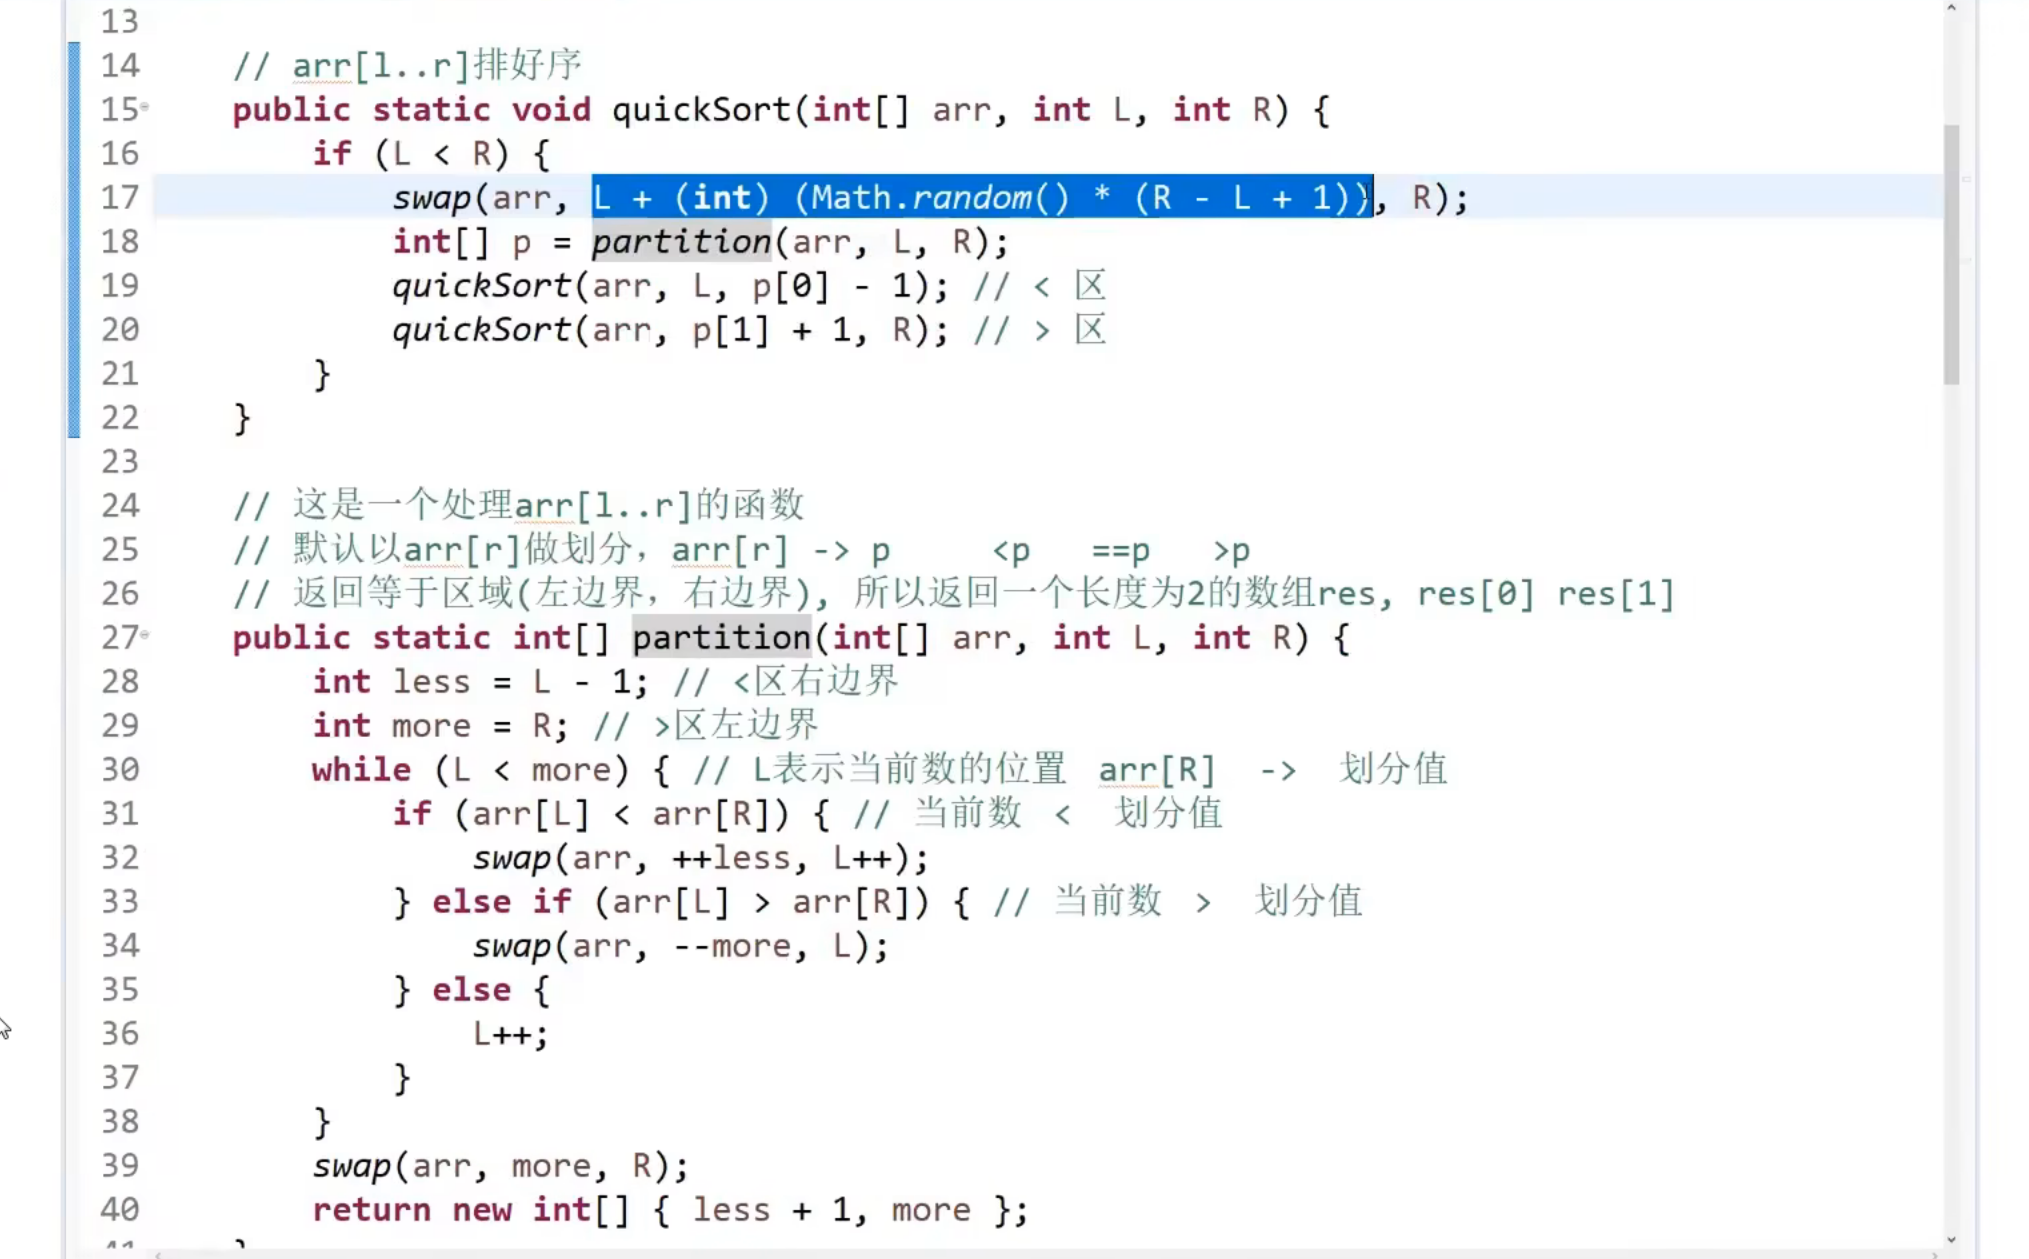 13
14 // arr[l..r]排好序
15 public static void quickSort(int[] arr, int L, int R) {
16 if (L < R) {
17 swap(arr, L + (int) (Math.random() * (R - L + 1)), R);
18 int[] p = partition(arr, L, R);
19 quickSort(arr, L, p[0] - 1); // < 区
20 quickSort(arr, p[1] + 1, R); // > 区
21 }
22 }
23
24 // 这是一个处理arr[l..r]的函数
25 // 默认以arr[r]做划分，arr[r] -> p <p ==p >p
26 // 返回等于区域(左边界，右边界), 所以返回一个长度为2的数组res, res[0] res[1]
27 public static int[] partition(int[] arr, int L, int R) {
28 int less = L - 1; // <区右边界
29 int more = R; // >区左边界
30 while (L < more) { // L表示当前数的位置 arr[R] -> 划分值
31 if (arr[L] < arr[R]) { // 当前数 < 划分值
32 swap(arr, ++less, L++);
33 } else if (arr[L] > arr[R]) { // 当前数 > 划分值
34 swap(arr, --more, L);
35 } else {
36 L++;
37 }
38 }
39 swap(arr, more, R);
40 return new int[] { less + 1, more };